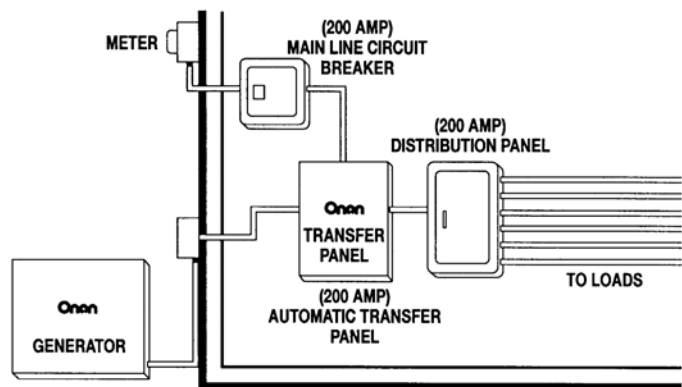 METER
(200 AMP)
MAIN LINE CIRCUIT
BREAKER
(200 AMP)
DISTRIBUTION PANEL
Onan
TRANSFER
PANEL
(200 AMP)
AUTOMATIC TRANSFER
PANEL
TO LOADS
Onan
GENERATOR